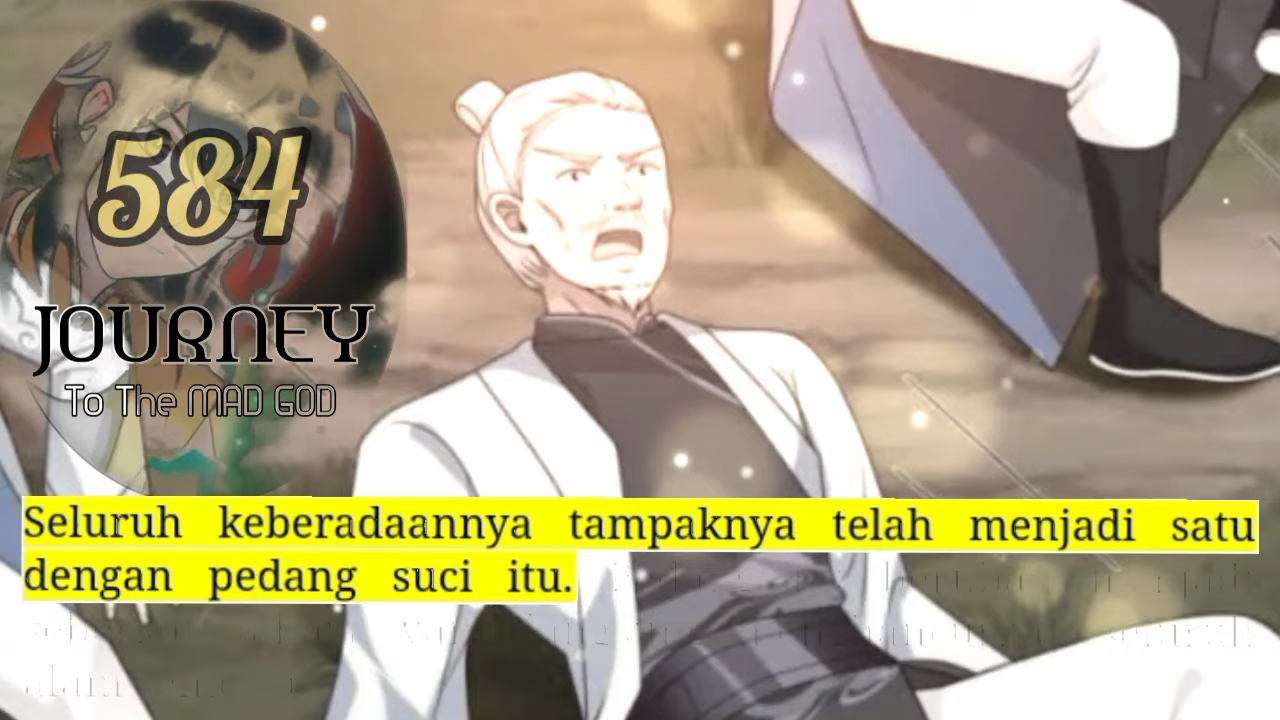 584
JOURNEY
To The MAD GOD
Seluruh keberadaannya tampaknya telah menjadi satu
dengan pedang suci itu.